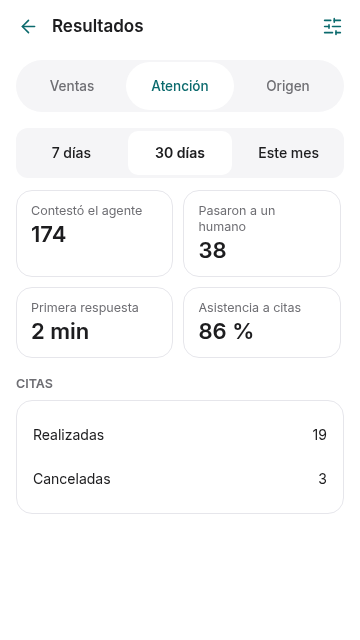 Resultados
Ventas
Atención
Origen
7 días
30 días
Este mes
Contestó el agente
174
Pasaron a un
humano
38
Primera respuesta
2 min
Asistencia a citas
86 %
CITAS
Realizadas
19
Canceladas
3